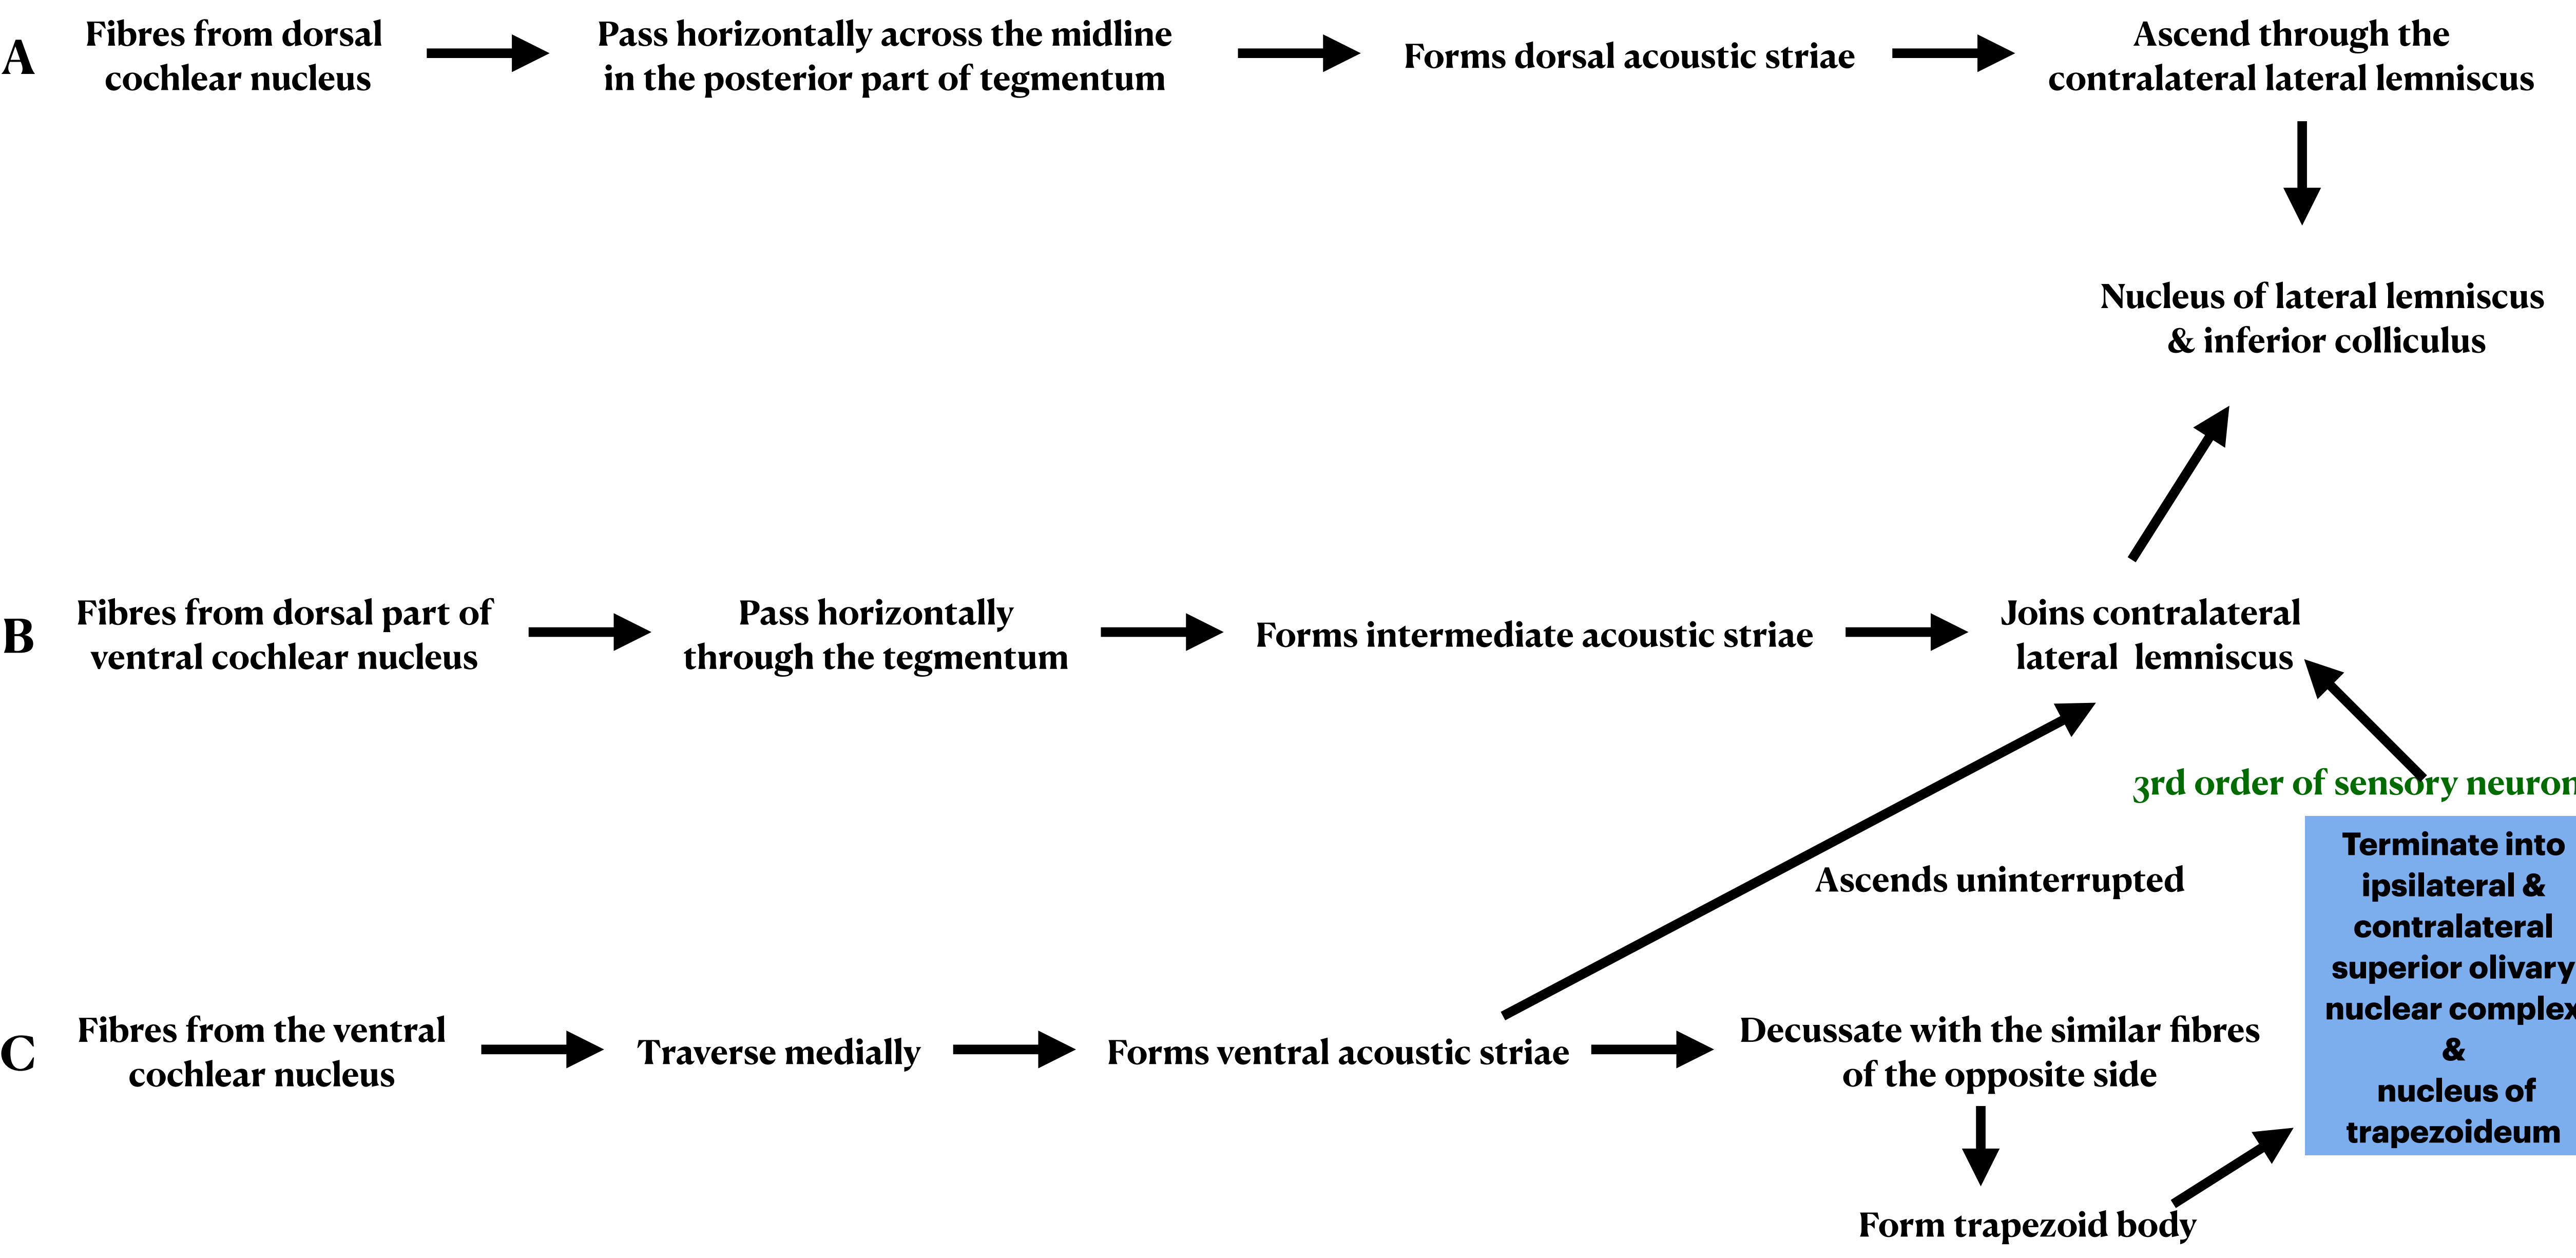 A
Fibres from dorsal
cochlear nucleus
Pass horizontally across the midline
in the posterior part of tegmentum
Forms dorsal acoustic striae
Ascend through the
contralateral lateral lemniscus
Nucleus of lateral lemniscus
& inferior colliculus
B
Fibres from dorsal part of
ventral cochlear nucleus
Pass horizontally
through the tegmentum
Forms intermediate acoustic striae
Joins contralateral
lateral lemniscus
3rd order of sensory neuron
Ascends uninterrupted
Terminate into
ipsilateral &
contralateral
superior olivary
nuclear complex
&
nucleus of
trapezoideum
C
Fibres from the ventral
cochlear nucleus
Traverse medially
Forms ventral acoustic striae
Decussate with the similar fibres
of the opposite side
Form trapezoid body